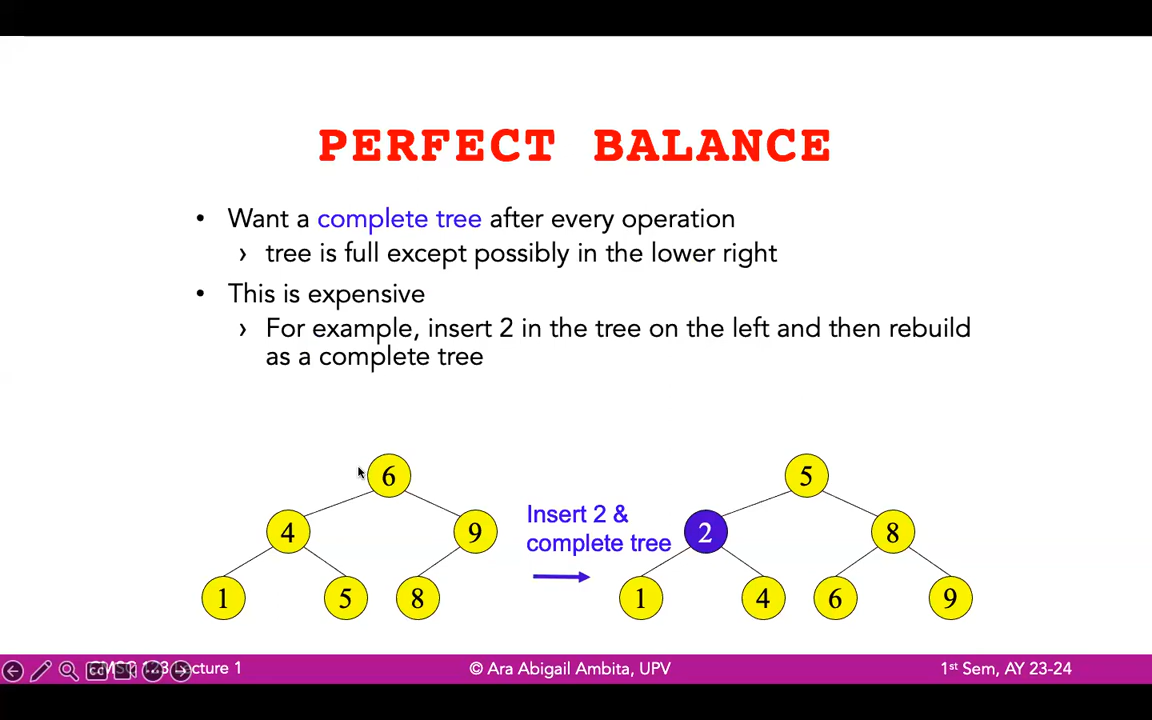 PERFECT BALANCE
• Want a complete tree after every operation
› tree is full except possibly in the lower right
• This is expensive
› For example, insert 2 in the tree on the left and then rebuild
as a complete tree
6
4
9
1
5
8
Insert 2 &
complete tree
5
2
8
1
4
6
9
Lecture 1
© Ara Abigail Ambita, UPV
1st Sem, AY 23-24